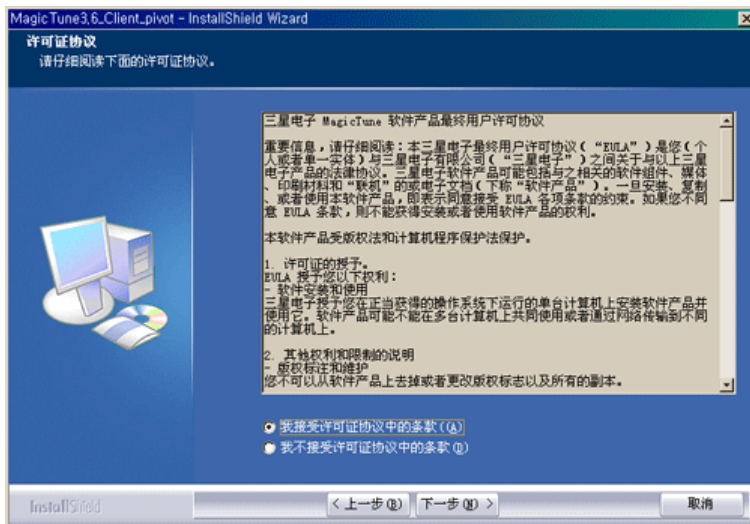 MagicTune3,6_Client_pivot - InstallShield Wizard
许可证协议
请仔细阅读下面的许可证协议。
三星电子 MagicTune 软件产品最终用户许可协议
重要信息，请仔细阅读：本三星电子最终用户许可协议（“EULA”）是您（个
人或者单一实体）与三星电子有限公司（“三星电子”）之间关于与以上三星
电子产品的法律协议。三星电子软件产品可能包括与之相关的软件组件、媒体
、印刷材料和“联机”的或电子文档（下称“软件产品”）。一旦安装、复制
、或者使用本软件产品，即表示同意接受 EULA 各项条款的约束。如果您不同
意 EULA 条款，则不能获得安装或者使用软件产品的权利。
本软件产品受版权法和计算机程序保护法保护。
1. 许可证的授予。
EULA 授予您以下权利：
- 软件安装和使用
三星电子授予您在正当获得的操作系统下运行的单台计算机上安装软件产品并
使用它。软件产品可能不能在多台计算机上共同使用或者通过网络传输到不同
的计算机上。
2. 其他权利和限制的说明
- 版权标注和维护
您不可以从软件产品上去掉或者更改版权标志以及所有的副本。
我接受许可证协议中的条款((A)
我不接受许可证协议中的条款(D)
InstallShield
< 上一步(B) 下一步(N) > 取消